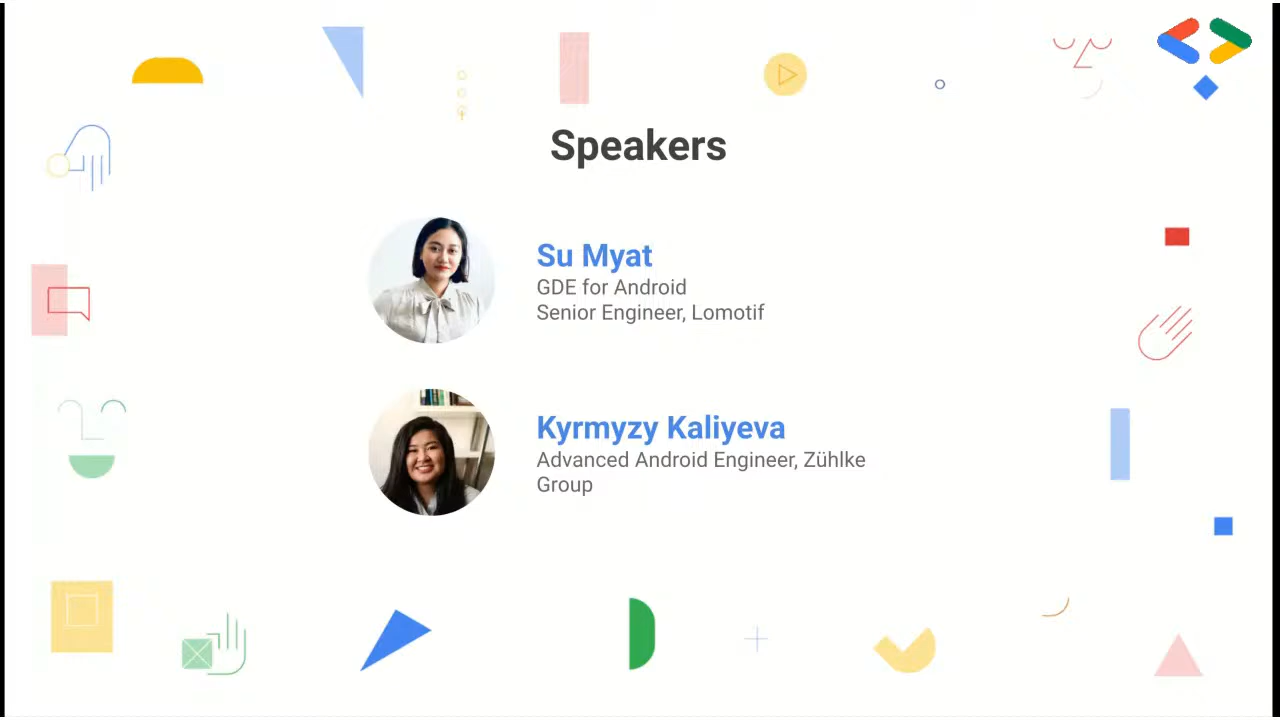 Speakers
Su Myat
GDE for Android
Senior Engineer, Lomotif
Kyrmyzy Kaliyeva
Advanced Android Engineer, Zühlke
Group